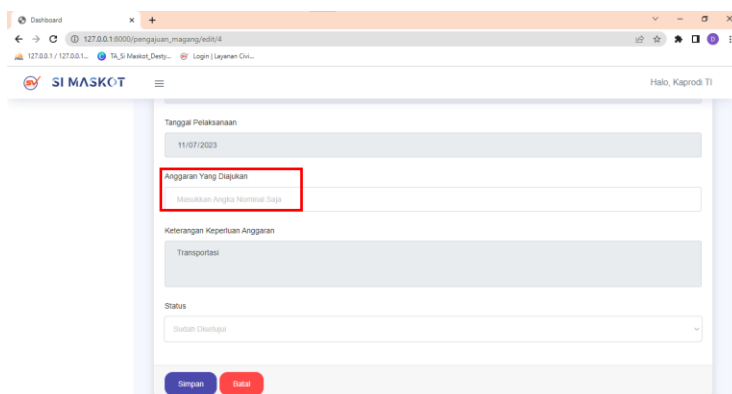 Dashboard
127.0.0.1:8000/pengajuan_magang/edit/4
127.0.0.1 / 127.0.0.1...
TA_Si Maskot_Desty...
Login | Layanan Civi...
SV SI MASKOT
Halo, Kaprodi TI
Tanggal Pelaksanaan
11/07/2023
Anggaran Yang Diajukan
Masukkan Angka Nominal Saja
Keterangan Keperluan Anggaran
Transportasi
Status
Sudah Disetujui
Simpan
Batal